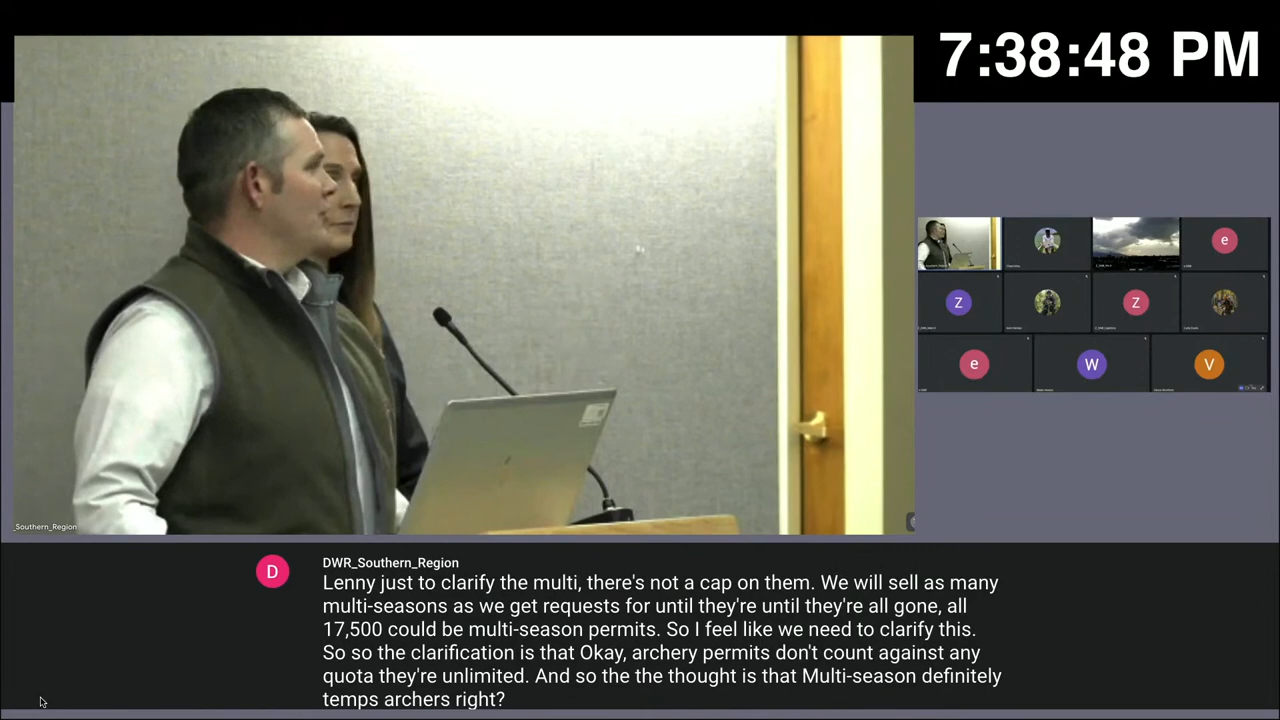 7:38:48 PM
_Southern_Region
e
Z
Z
e
W
V
D
DWR_Southern_Region
Lenny just to clarify the multi, there's not a cap on them. We will sell as many
multi-seasons as we get requests for until they're until they're all gone, all
17,500 could be multi-season permits. So I feel like we need to clarify this.
So so the clarification is that Okay, archery permits don't count against any
quota they're unlimited. And so the the thought is that Multi-season definitely
temps archers right?